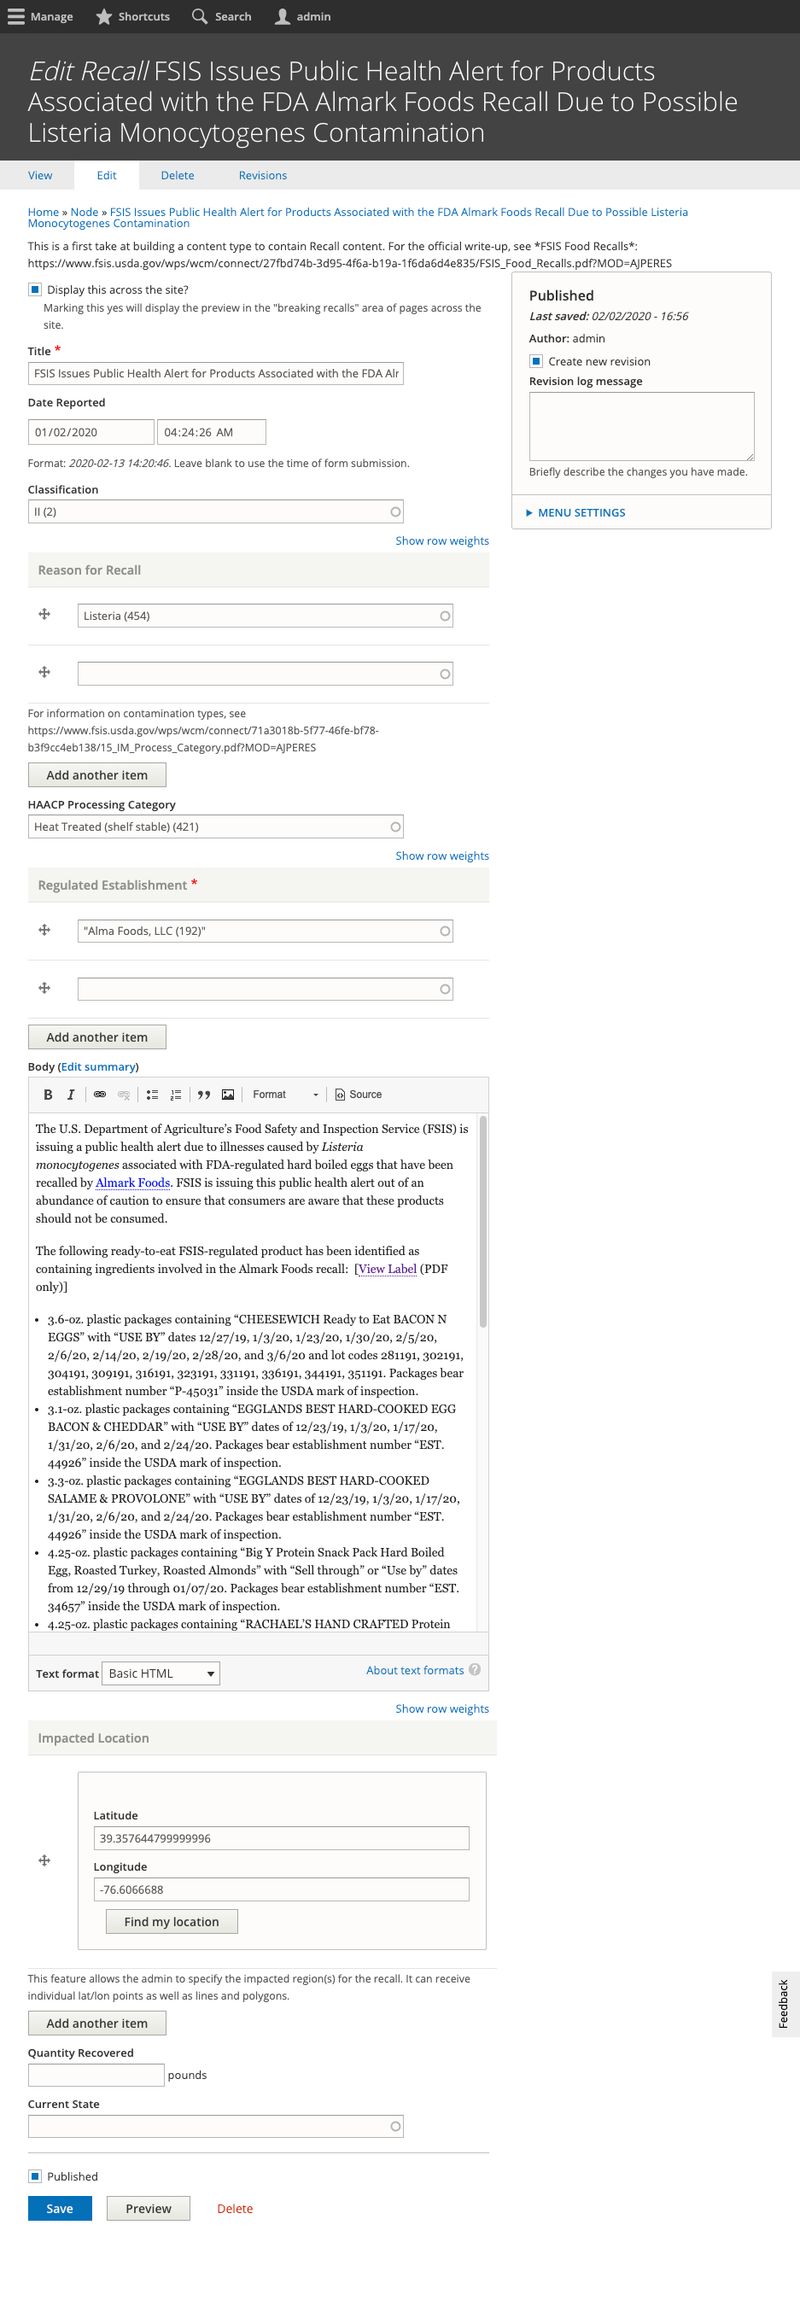 Manage Shortcuts Search admin
Edit Recall FSIS Issues Public Health Alert for Products
Associated with the FDA Almark Foods Recall Due to Possible
Listeria Monocytogenes Contamination
View Edit Delete Revisions
Home » Node » FSIS Issues Public Health Alert for Products Associated with the FDA Almark Foods Recall Due to Possible Listeria
Monocytogenes Contamination
This is a first take at building a content type to contain Recall content. For the official write-up, see *FSIS Food Recalls*:
https://www.fsis.usda.gov/wps/wcm/connect/27fbd74b-3d95-4f6a-b19a-1f6da6d4e835/FSIS_Food_Recalls.pdf?MOD=AJPERES
Display this across the site?
Marking this yes will display the preview in the "breaking recalls" area of pages across the
site.
Title *
FSIS Issues Public Health Alert for Products Associated with the FDA Alr
Date Reported
01/02/2020 04:24:26 AM
Format: 2020-02-13 14:20:46. Leave blank to use the time of form submission.
Classification
II (2)
Show row weights
Published
Last saved: 02/02/2020 - 16:56
Author: admin
Create new revision
Revision log message
Briefly describe the changes you have made.
MENU SETTINGS
Reason for Recall
Listeria (454)
For information on contamination types, see
https://www.fsis.usda.gov/wps/wcm/connect/71a3018b-5f77-46fe-bf78-
b3f9cc4eb138/15_IM_Process_Category.pdf?MOD=AJPERES
Add another item
HAACP Processing Category
Heat Treated (shelf stable) (421)
Show row weights
Regulated Establishment *
"Alma Foods, LLC (192)"
Add another item
Body (Edit summary)
B I Format Source
The U.S. Department of Agriculture’s Food Safety and Inspection Service (FSIS) is
issuing a public health alert due to illnesses caused by Listeria
monocytogenes associated with FDA-regulated hard boiled eggs that have been
recalled by Almark Foods. FSIS is issuing this public health alert out of an
abundance of caution to ensure that consumers are aware that these products
should not be consumed.
The following ready-to-eat FSIS-regulated product has been identified as
containing ingredients involved in the Almark Foods recall: [View Label (PDF
only)]
• 3.6-oz. plastic packages containing “CHEESEWICH Ready to Eat BACON N
EGGS” with “USE BY” dates 12/27/19, 1/3/20, 1/23/20, 1/30/20, 2/5/20,
2/6/20, 2/14/20, 2/19/20, 2/28/20, and 3/6/20 and lot codes 281191, 302191,
304191, 309191, 316191, 323191, 331191, 336191, 344191, 351191. Packages bear
establishment number “P-45031” inside the USDA mark of inspection.
• 3.1-oz. plastic packages containing “EGGLANDS BEST HARD-COOKED EGG
BACON & CHEDDAR” with “USE BY” dates of 12/23/19, 1/3/20, 1/17/20,
1/31/20, 2/6/20, and 2/24/20. Packages bear establishment number “EST.
44926” inside the USDA mark of inspection.
• 3.3-oz. plastic packages containing “EGGLANDS BEST HARD-COOKED
SALAME & PROVOLONE” with “USE BY” dates of 12/23/19, 1/3/20, 1/17/20,
1/31/20, 2/6/20, and 2/24/20. Packages bear establishment number “EST.
44926” inside the USDA mark of inspection.
• 4.25-oz. plastic packages containing “Big Y Protein Snack Pack Hard Boiled
Egg, Roasted Turkey, Roasted Almonds” with “Sell through” or “Use by” dates
from 12/29/19 through 01/07/20. Packages bear establishment number “EST.
34657” inside the USDA mark of inspection.
• 4.25-oz. plastic packages containing “RACHAEL’S HAND CRAFTED Protein
Text format Basic HTML About text formats ?
Show row weights
Impacted Location
Latitude
39.357644799999996
Longitude
-76.6066688
Find my location
This feature allows the admin to specify the impacted region(s) for the recall. It can receive
individual lat/lon points as well as lines and polygons.
Feedback
Add another item
Quantity Recovered
pounds
Current State
Published
Save Preview Delete